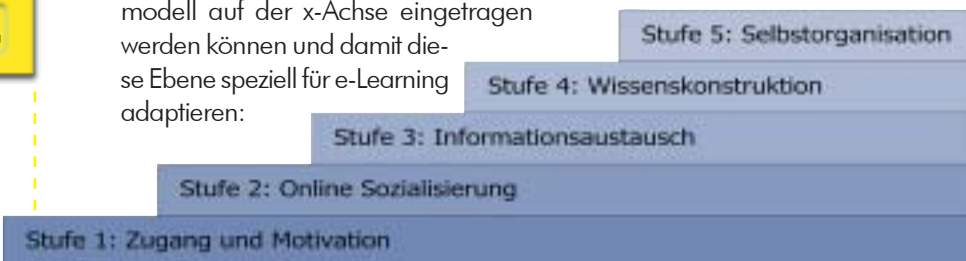 modell auf der x-Achse eingetragen
werden können und damit die-
se Ebene speziell für e-Learning
adaptieren:
Stufe 5: Selbstorganisation
Stufe 4: Wissenskonstruktion
Stufe 3: Informationsaustausch
Stufe 2: Online Sozialisierung
Stufe 1: Zugang und Motivation